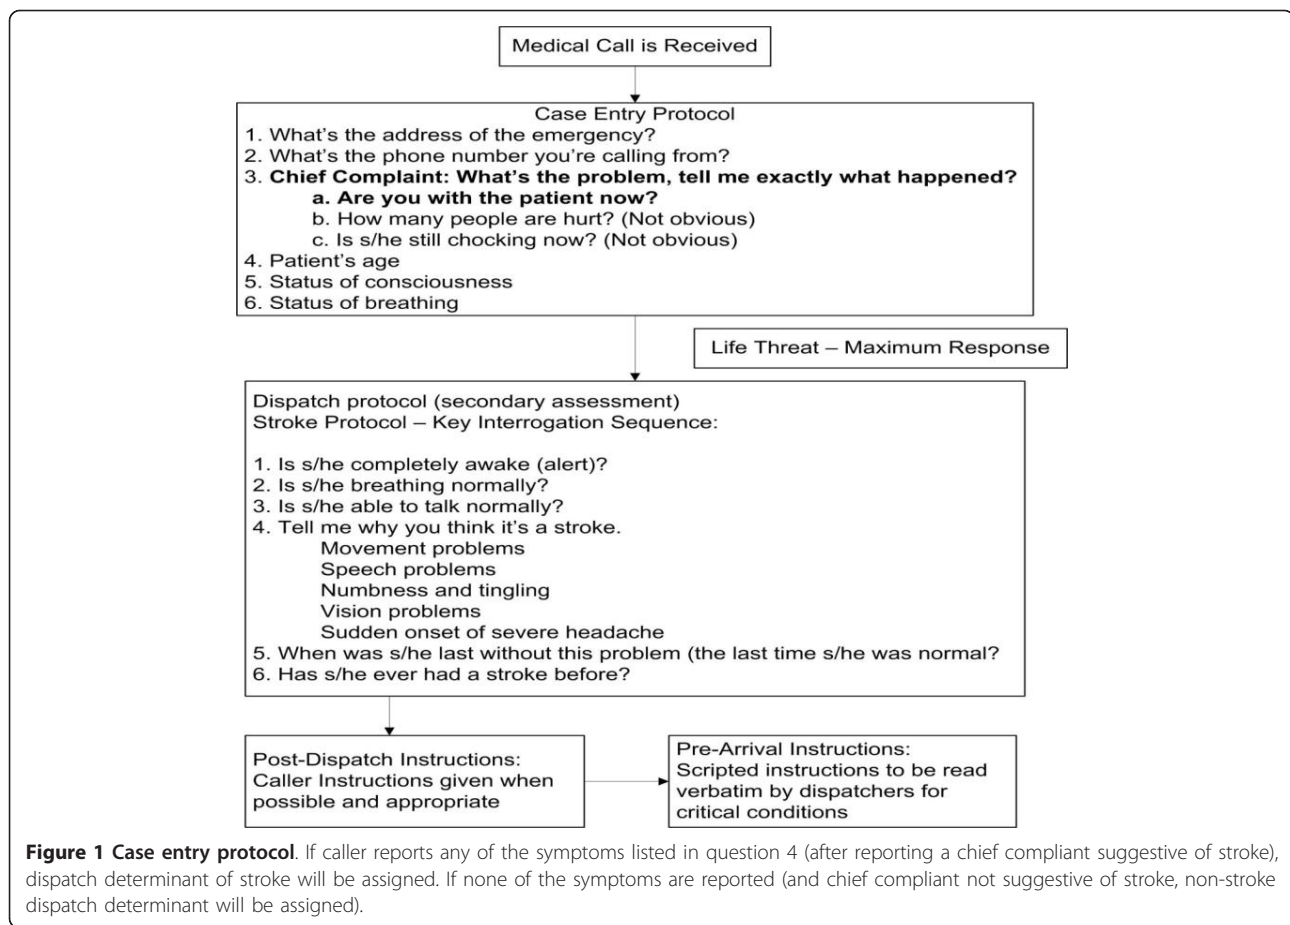 Medical Call is Received
Case Entry Protocol
1. What's the address of the emergency?
2. What's the phone number you're calling from?
3. Chief Complaint: What's the problem, tell me exactly what happened?
a. Are you with the patient now?
b. How many people are hurt? (Not obvious)
c. Is s/he still chocking now? (Not obvious)
4. Patient's age
5. Status of consciousness
6. Status of breathing
Life Threat – Maximum Response
Dispatch protocol (secondary assessment)
Stroke Protocol – Key Interrogation Sequence:
1. Is s/he completely awake (alert)?
2. Is s/he breathing normally?
3. Is s/he able to talk normally?
4. Tell me why you think it's a stroke.
Movement problems
Speech problems
Numbness and tingling
Vision problems
Sudden onset of severe headache
5. When was s/he last without this problem (the last time s/he was normal?
6. Has s/he ever had a stroke before?
Post-Dispatch Instructions:
Caller Instructions given when
possible and appropriate
Pre-Arrival Instructions:
Scripted instructions to be read
verbatim by dispatchers for
critical conditions
Figure 1 Case entry protocol. If caller reports any of the symptoms listed in question 4 (after reporting a chief compliant suggestive of stroke),
dispatch determinant of stroke will be assigned. If none of the symptoms are reported (and chief compliant not suggestive of stroke, non-stroke
dispatch determinant will be assigned).